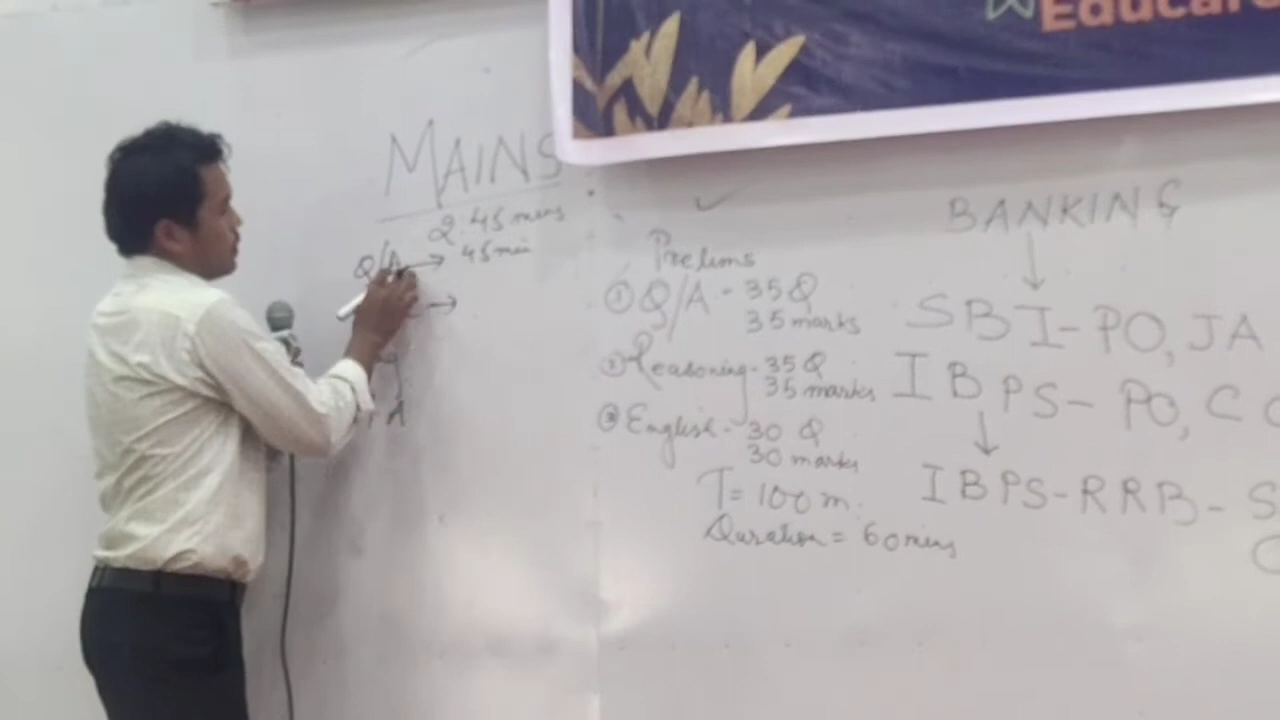 Educare
MAINS
2.45 mins
Q/A → 45 min
→
Prelims
① Q/A - 35 Q
35 marks
② Reasoning - 35 Q
35 marks
③ English - 30 Q
30 marks
T = 100 m.
Duration = 60 mins
BANKING
↓
SBI - PO, JA
IBPS - PO, C
↓
IBPS - RRB - S